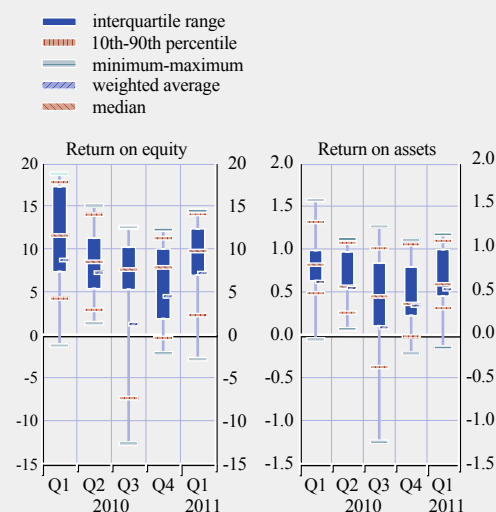 interquartile range
10th-90th percentile
minimum-maximum
weighted average
median
Return on equity
Return on assets
20 20 2.0 2.0
15 15 1.5 1.5
10 10 1.0 1.0
5 5 0.5 0.5
0 0 0.0 0.0
-5 -5 -0.5 -0.5
-10 -10 -1.0 -1.0
-15 -15 -1.5 -1.5
Q1 Q2 Q3 Q4 Q1 Q1 Q2 Q3 Q4 Q1
2010 2011 2010 2011